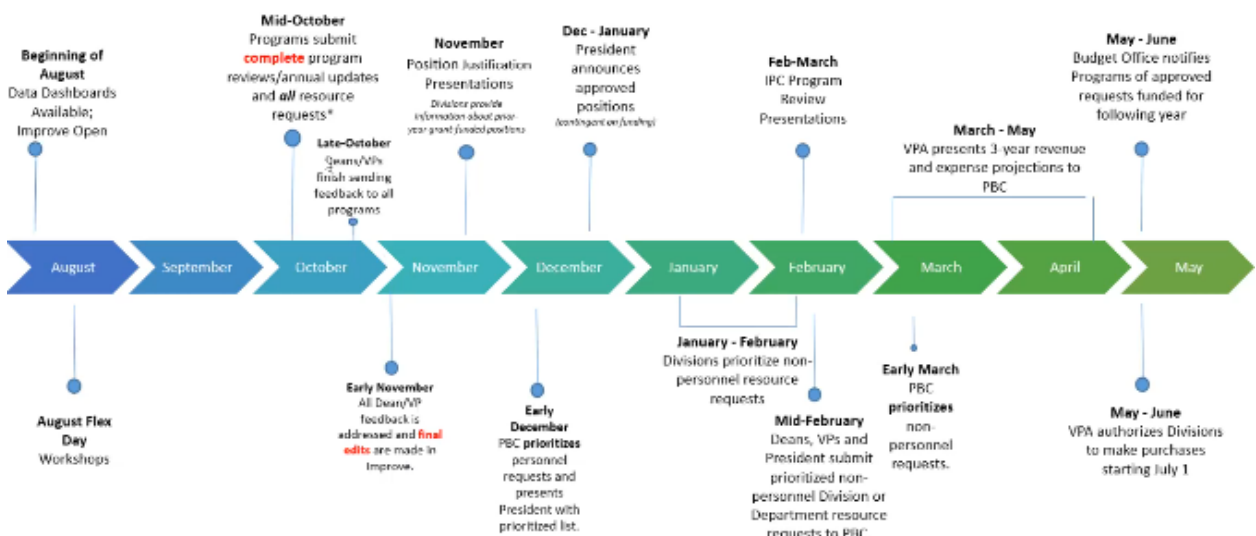 Beginning of
August
Data Dashboards
Available;
Improve Open
Mid-October
Programs submit
complete program
reviews/annual updates
and all resource
requests*
Late-October
Deans/VPs
finish sending
feedback to all
programs
November
Position Justification
Presentations
Divisions provide
information about prior-
year grant-funded positions
Dec - January
President
announces
approved
positions
(contingent on funding)
Feb-March
IPC Program
Review
Presentations
March - May
VPA presents 3-year revenue
and expense projections to
PBC
May - June
Budget Office notifies
Programs of approved
requests funded for
following year
August
September
October
November
December
January
February
March
April
May
August Flex
Day
Workshops
Early November
All Dean/VP
feedback is
addressed and final
edits are made in
Improve.
Early
December
PBC prioritizes
personnel
requests and
presents
President with
prioritized list.
January - February
Divisions prioritize non-
personnel resource
requests
Mid-February
Deans, VPs and
President submit
prioritized non-
personnel Division or
Department resource
requests to PBC
Early March
PBC
prioritizes
non-
personnel
requests.
May - June
VPA authorizes Divisions
to make purchases
starting July 1